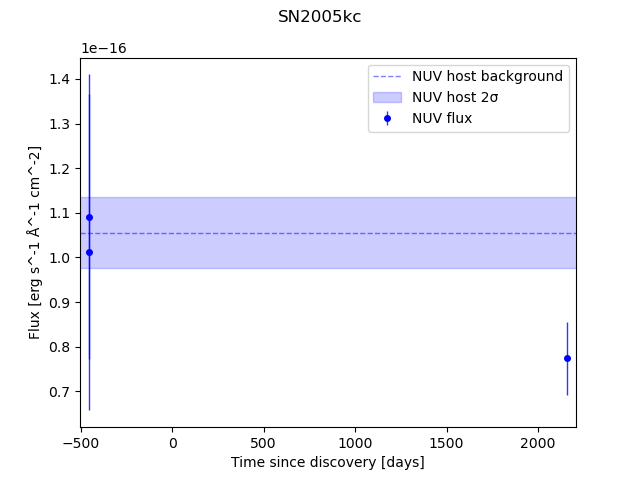 SN2005kc
1e−16
NUV host background
NUV host 2σ
NUV flux
1.4
1.3
1.2
1.1
1.0
0.9
0.8
0.7
Flux [erg s^-1 Å^-1 cm^-2]
−500 0 500 1000 1500 2000
Time since discovery [days]